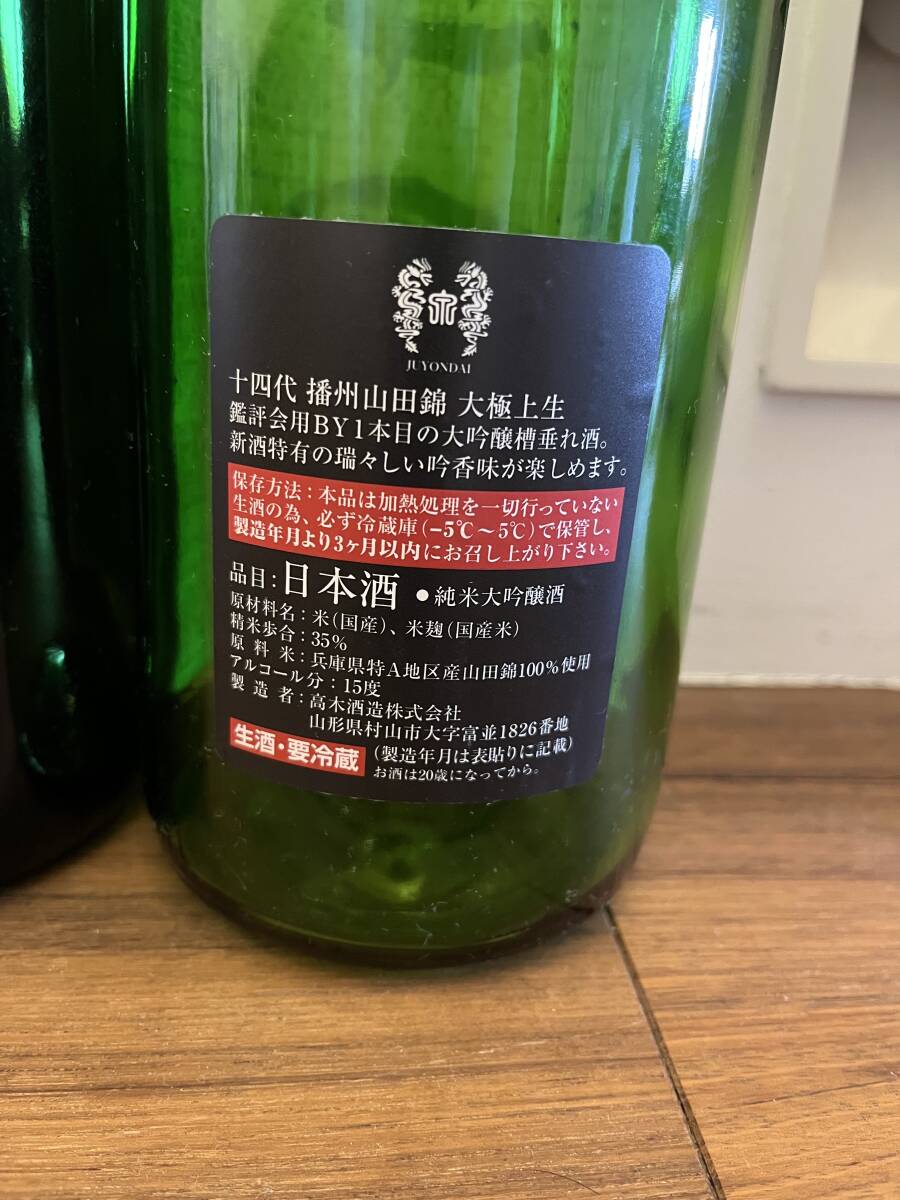 JUYONDAI
十四代 播州山田錦 大極上生
鑑評会用BY1本目の大吟醸槽垂れ酒。
新酒特有の瑞々しい吟香味が楽しめます。
保存方法：本品は加熱処理を一切行っていない
生酒の為、必ず冷蔵庫(−5℃〜5℃)で保管し、
製造年月より3ヶ月以内にお召し上がり下さい。
品目：日本酒 ●純米大吟醸酒
原材料名：米(国産)、米麹(国産米)
精米歩合：35%
原料米：兵庫県特A地区産山田錦100%使用
アルコール分：15度
製造者：高木酒造株式会社
山形県村山市大字富並1826番地
生酒・要冷蔵 (製造年月は表貼りに記載)
お酒は20歳になってから。